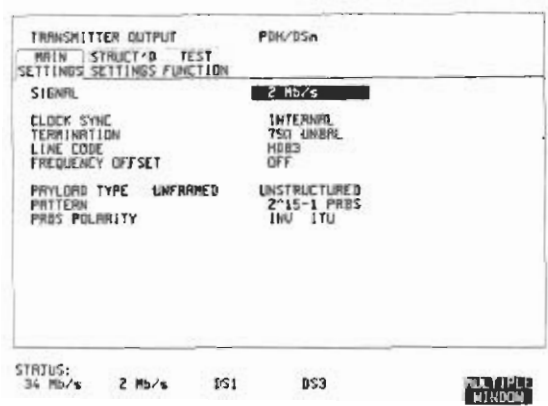 TRANSMITTER OUTPUT PDH/DSn
MAIN STRUCT'D TEST
SETTINGS SETTINGS FUNCTION
SIGNAL 2 Mb/s
CLOCK SYNC INTERNAL
TERMINATION 75Ω UNBAL
LINE CODE HDB3
FREQUENCY OFFSET OFF
PAYLOAD TYPE UNFRAMED UNSTRUCTURED
PATTERN 2^15-1 PRBS
PRBS POLARITY INV ITU
STATUS:
34 Mb/s 2 Mb/s DS1 DS3 MULTIPLE
WINDOW